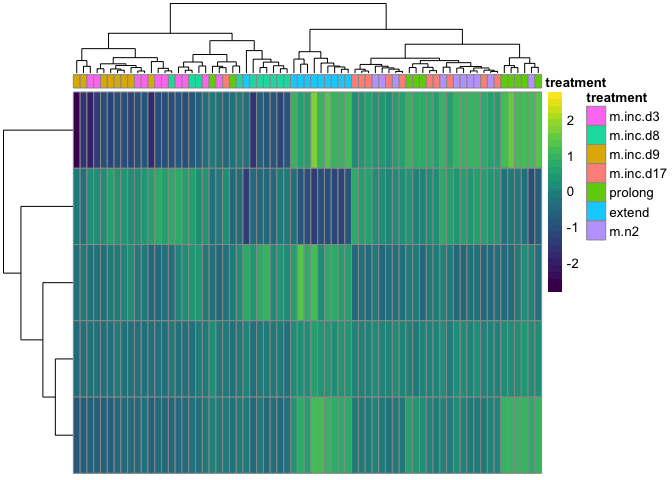 treatment
treatment
2
1
0
-1
-2
m.inc.d3
m.inc.d8
m.inc.d9
m.inc.d17
prolong
extend
m.n2